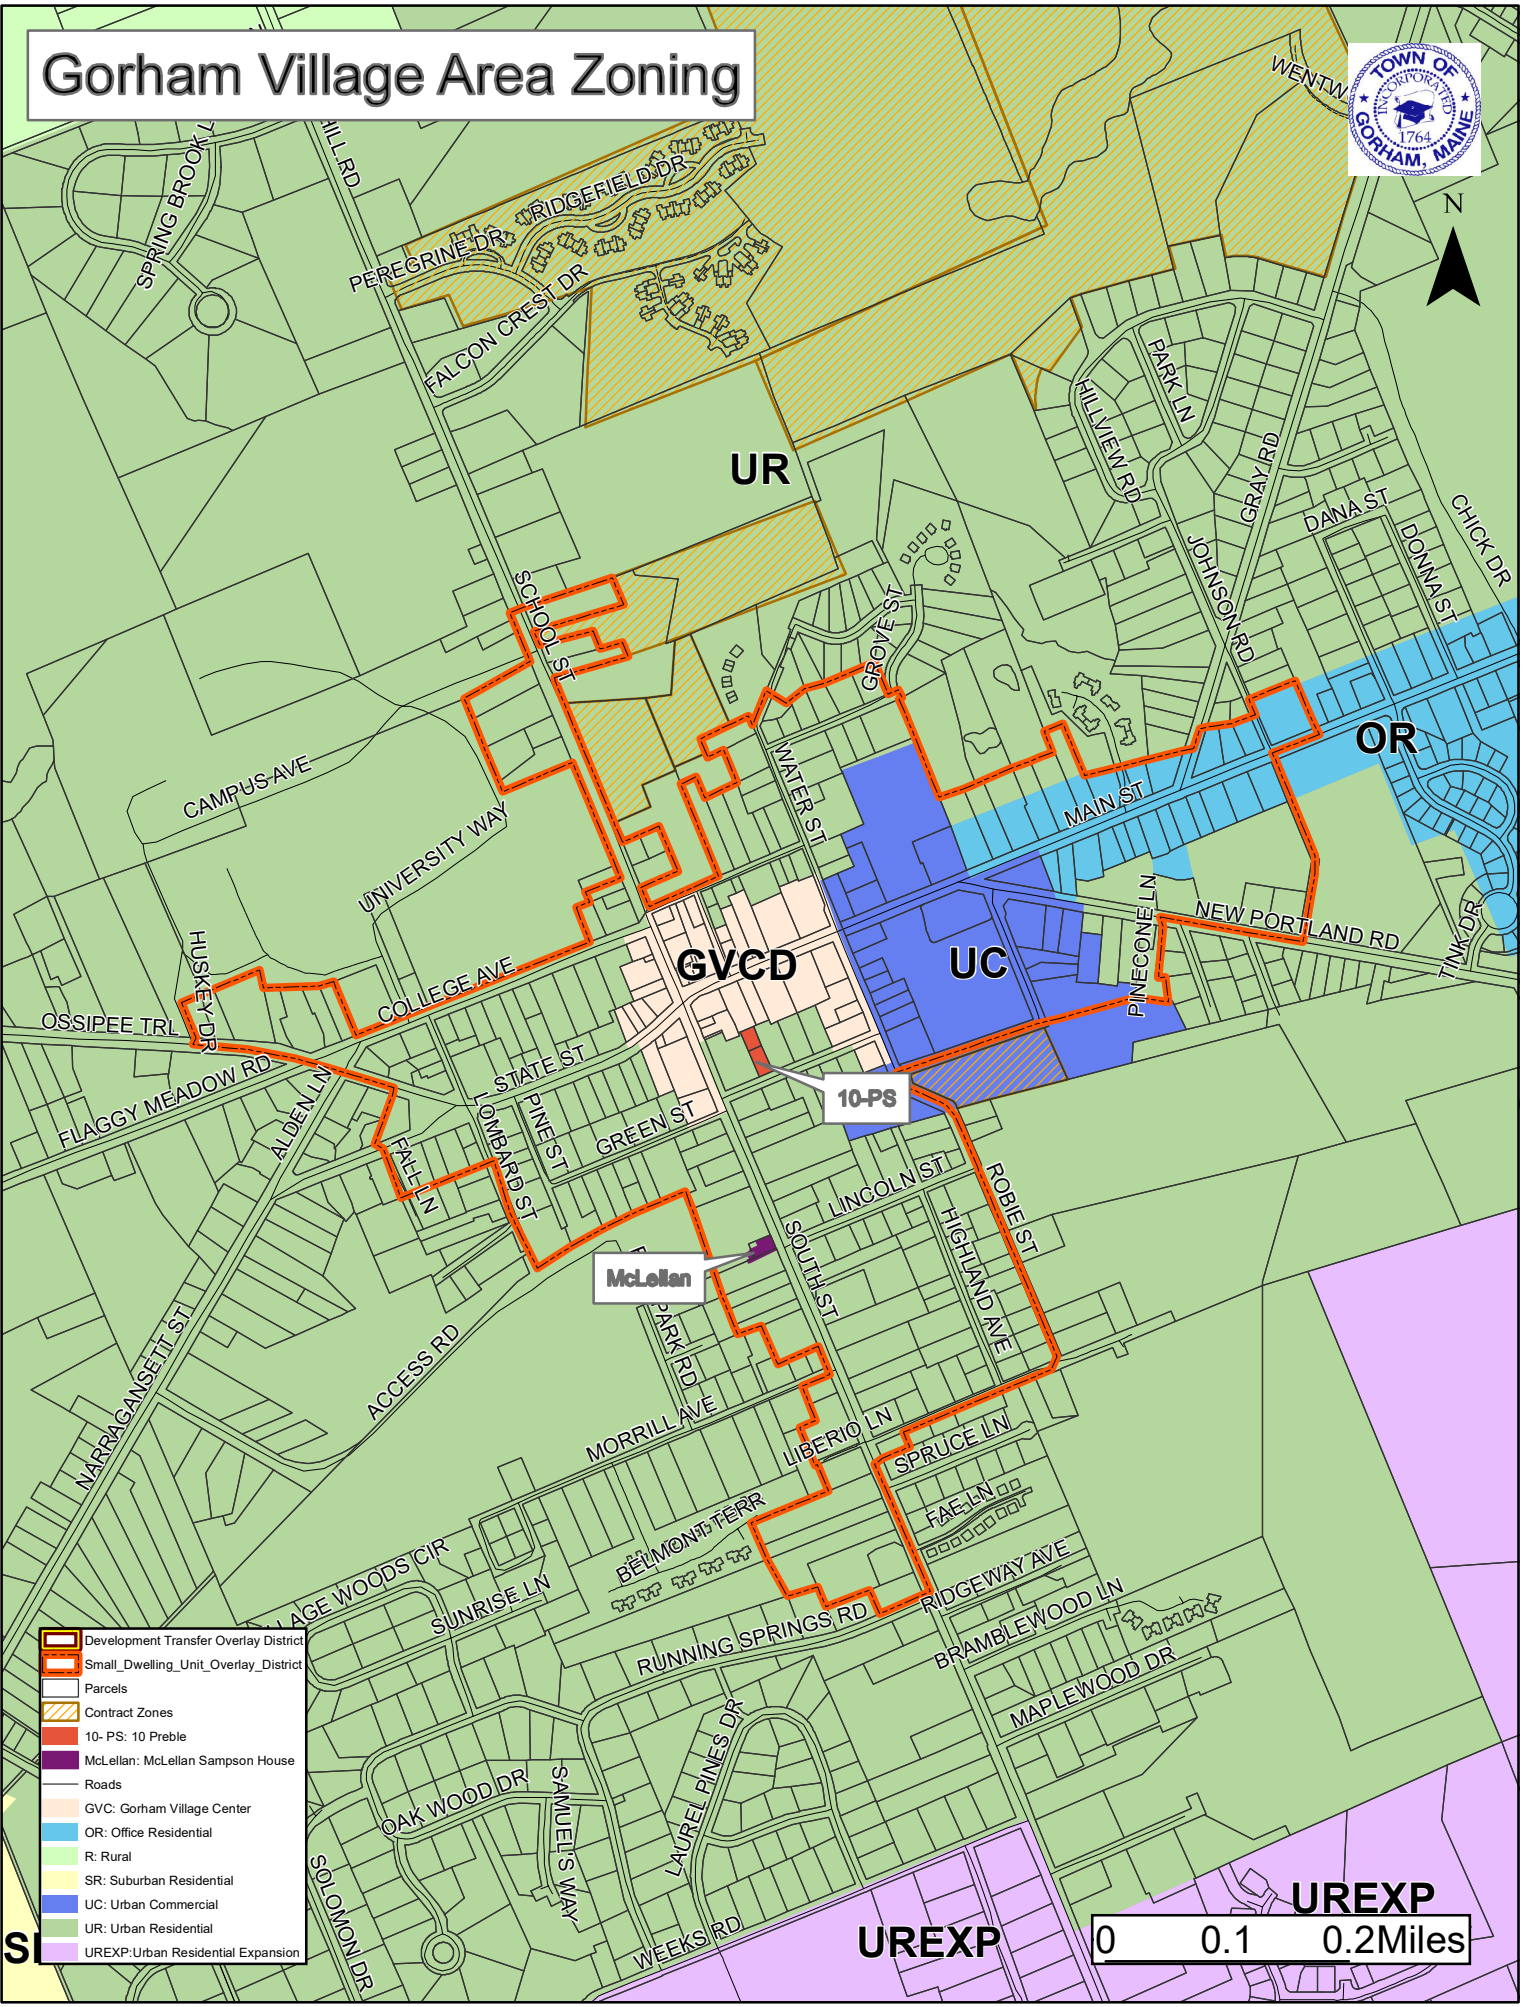 Gorham Village Area Zoning
TOWN OF
GORHAM, MAINE
INCORPORATED
1764
N
WENTW
SPRING BROOK L
HILL RD
RIDGEFIELD DR
PEREGRINE DR
FALCON CREST DR
PARK LN
HILLVIEW RD
GRAY RD
UR
DANA ST
DONNA ST
CHICK DR
JOHNSON RD
SCHOOL ST
GROVE ST
OR
WATER ST
MAIN ST
CAMPUS AVE
UNIVERSITY WAY
PINECONE LN
NEW PORTLAND RD
TINK DR
HUSKEY DR
GVCD
UC
COLLEGE AVE
OSSIPEE TRL
FLAGGY MEADOW RD
STATE ST
10-PS
ALDEN LN
LOMBARD ST
PINE ST
GREEN ST
FALL LN
LINCOLN ST
ROBIE ST
HIGHLAND AVE
SOUTH ST
McLellan
PARK RD
NARRAGANSETT ST
ACCESS RD
MORRILL AVE
LIBERIO LN
SPRUCE LN
FAE LN
BELMONT TERR
RIDGEWAY AVE
LAGE WOODS CIR
SUNRISE LN
BRAMBLEWOOD LN
RUNNING SPRINGS RD
MAPLEWOOD DR
LAUREL PINES DR
OAK WOOD DR
SAMUEL'S WAY
SOLOMON DR
WEEKS RD
Development Transfer Overlay District
Small_Dwelling_Unit_Overlay_District
Parcels
Contract Zones
10- PS: 10 Preble
McLellan: McLellan Sampson House
Roads
GVC: Gorham Village Center
OR: Office Residential
R: Rural
SR: Suburban Residential
UC: Urban Commercial
UR: Urban Residential
UREXP:Urban Residential Expansion
UREXP
UREXP
0 0.1 0.2Miles